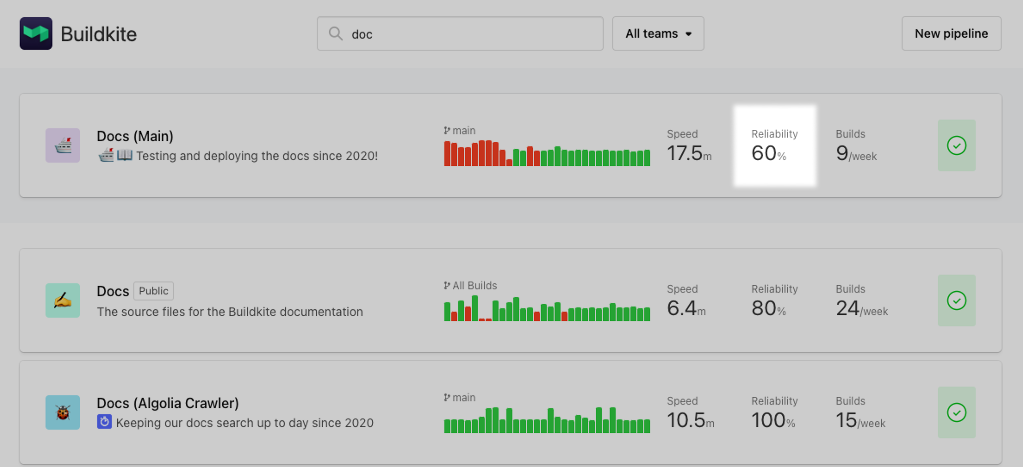 Buildkite
doc
All teams
New pipeline
Docs (Main)
Testing and deploying the docs since 2020!
main
Speed
17.5m
Reliability
60%
Builds
9/week
Docs Public
The source files for the Buildkite documentation
All Builds
Speed
6.4m
Reliability
80%
Builds
24/week
Docs (Algolia Crawler)
Keeping our docs search up to day since 2020
main
Speed
10.5m
Reliability
100%
Builds
15/week